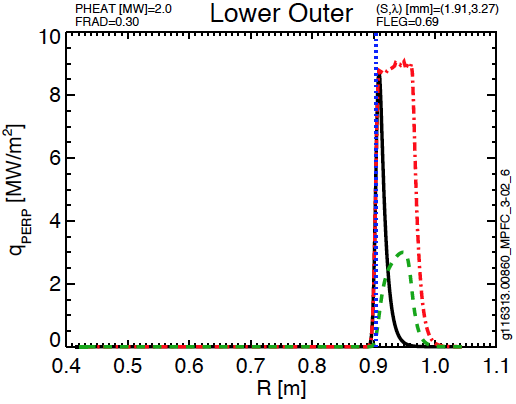 PHEAT [MW]=2.0
FRAD=0.30
Lower Outer
(S,λ) [mm]=(1.91,3.27)
FLEG=0.69
10
8
6
4
2
0
qPERP [MW/m²]
0.4 0.5 0.6 0.7 0.8 0.9 1.0 1.1
R [m]
g116313.00860_MPFC_3-02_6